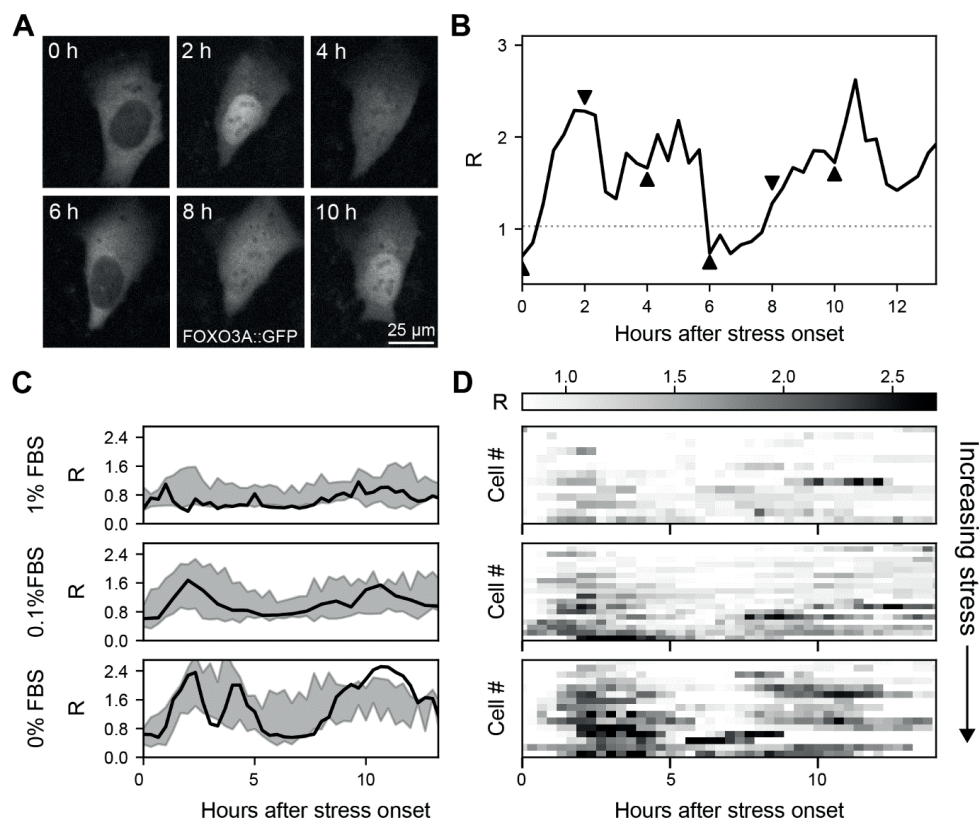 A
0 h
2 h
4 h
6 h
8 h
10 h
FOXO3A::GFP
25 µm
B
3
2
1
R
0
2
4
6
8
10
12
Hours after stress onset
C
1% FBS
R
2.4
1.6
0.8
0.0
0.1%FBS
R
2.4
1.6
0.8
0.0
0% FBS
R
2.4
1.6
0.8
0.0
0
5
10
Hours after stress onset
D
R
1.0
1.5
2.0
2.5
Cell #
Cell #
Cell #
0
5
10
Hours after stress onset
Increasing stress